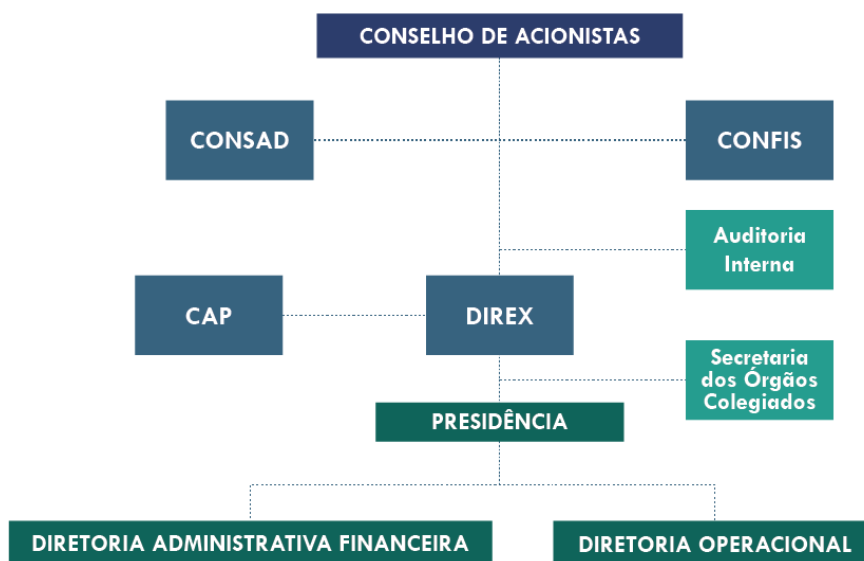 CONSELHO DE ACIONISTAS
CONSAD
CONFIS
Auditoria
Interna
CAP
DIREX
Secretaria
dos Órgãos
Colegiados
PRESIDÊNCIA
DIRETORIA ADMINISTRATIVA FINANCEIRA
DIRETORIA OPERACIONAL